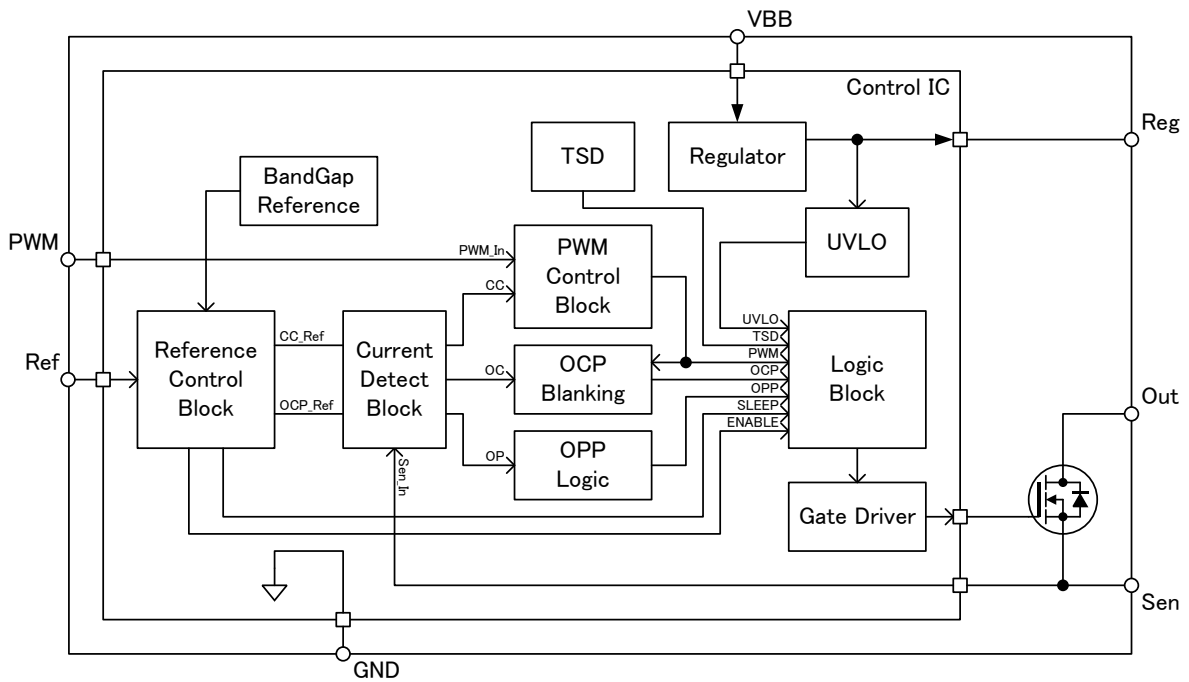 VBB
Control IC
Reg
TSD
Regulator
BandGap
Reference
PWM
PWM_In
PWM
Control
Block
UVLO
CC
Ref
Reference
Control
Block
CC_Ref
OCP_Ref
Current
Detect
Block
OC
OCP
Blanking
OP
OPP
Logic
Sen_In
UVLO
TSD
PWM
OCP
OPP
SLEEP
ENABLE
Logic
Block
Out
Gate Driver
Sen
GND